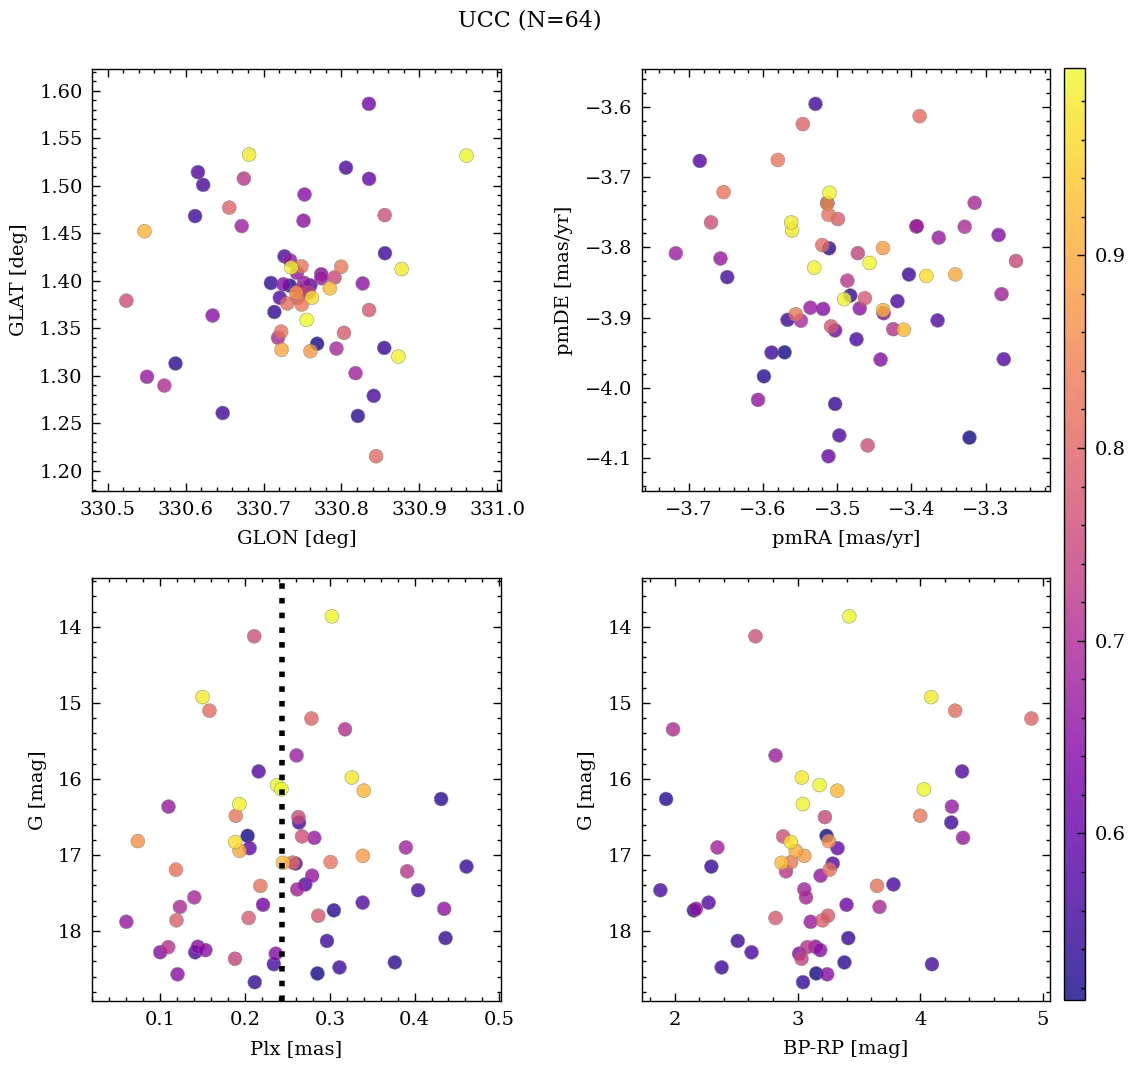 UCC (N=64)
1.60
1.55
1.50
1.45
1.40
1.35
1.30
1.25
1.20
GLAT [deg]
330.5 330.6 330.7 330.8 330.9 331.0
GLON [deg]
−3.6
−3.7
−3.8
−3.9
−4.0
−4.1
pmDE [mas/yr]
−3.7 −3.6 −3.5 −3.4 −3.3
pmRA [mas/yr]
14
15
16
17
18
G [mag]
0.1 0.2 0.3 0.4 0.5
Plx [mas]
14
15
16
17
18
G [mag]
2 3 4 5
BP-RP [mag]
0.9
0.8
0.7
0.6